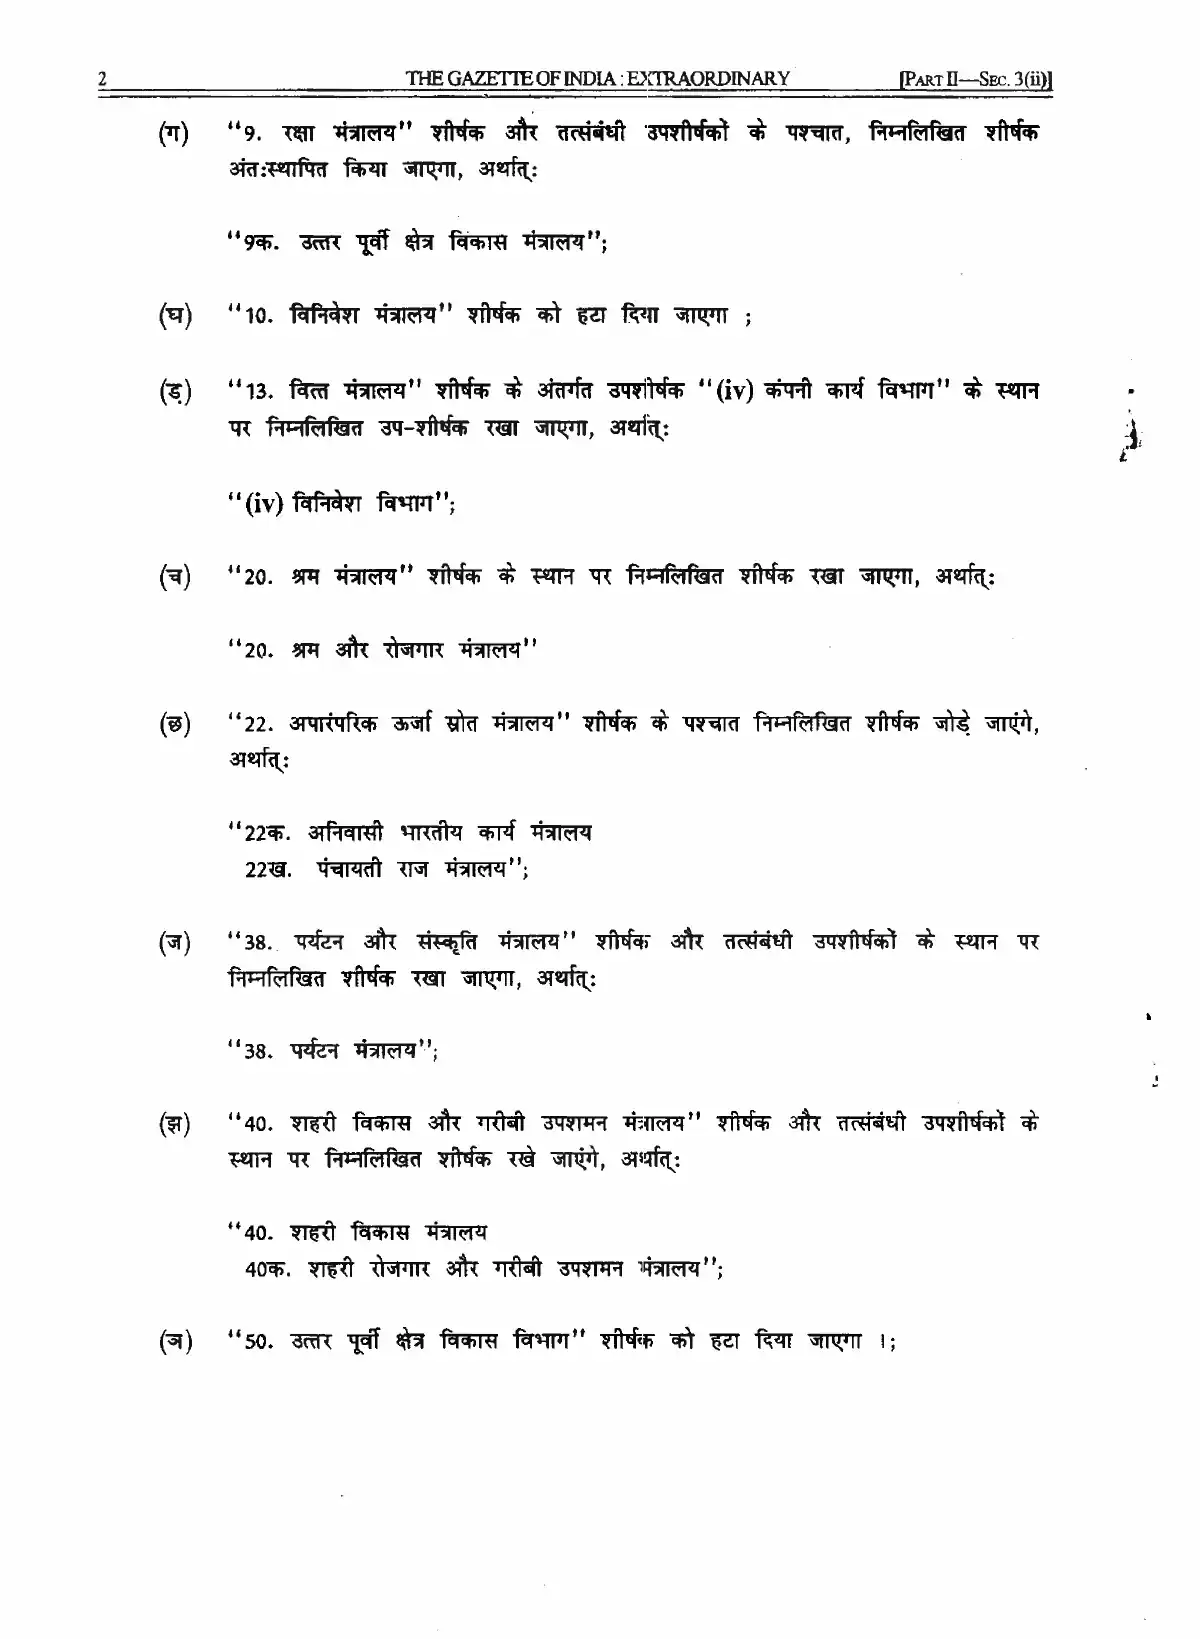 2 THE GAZETTE OF INDIA : EXTRAORDINARY [PART II—SEC. 3(ii)]
(ग) "9. रक्षा मंत्रालय" शीर्षक और तत्संबंधी उपशीर्षकों के पश्चात, निम्नलिखित शीर्षक
अंत:स्थापित किया जाएगा, अर्थात्:
"9क. उत्तर पूर्वी क्षेत्र विकास मंत्रालय";
(घ) "10. विनिवेश मंत्रालय" शीर्षक को हटा दिया जाएगा ;
(ड़) "13. वित्त मंत्रालय" शीर्षक के अंतर्गत उपशीर्षक "(iv) कंपनी कार्य विभाग" के स्थान
पर निम्नलिखित उप-शीर्षक रखा जाएगा, अर्थात्:
"(iv) विनिवेश विभाग";
(च) "20. श्रम मंत्रालय" शीर्षक के स्थान पर निम्नलिखित शीर्षक रखा जाएगा, अर्थात्:
"20. श्रम और रोजगार मंत्रालय"
(छ) "22. अपारंपरिक ऊर्जा स्रोत मंत्रालय" शीर्षक के पश्चात निम्नलिखित शीर्षक जोड़े जाएंगे,
अर्थात्:
"22क. अनिवासी भारतीय कार्य मंत्रालय
22ख. पंचायती राज मंत्रालय";
(ज) "38. पर्यटन और संस्कृति मंत्रालय" शीर्षक और तत्संबंधी उपशीर्षकों के स्थान पर
निम्नलिखित शीर्षक रखा जाएगा, अर्थात्:
"38. पर्यटन मंत्रालय";
(झ) "40. शहरी विकास और गरीबी उपशमन मंत्रालय" शीर्षक और तत्संबंधी उपशीर्षकों के
स्थान पर निम्नलिखित शीर्षक रखे जाएंगे, अर्थात्:
"40. शहरी विकास मंत्रालय
40क. शहरी रोजगार और गरीबी उपशमन मंत्रालय";
(ञ) "50. उत्तर पूर्वी क्षेत्र विकास विभाग" शीर्षक को हटा दिया जाएगा ।;